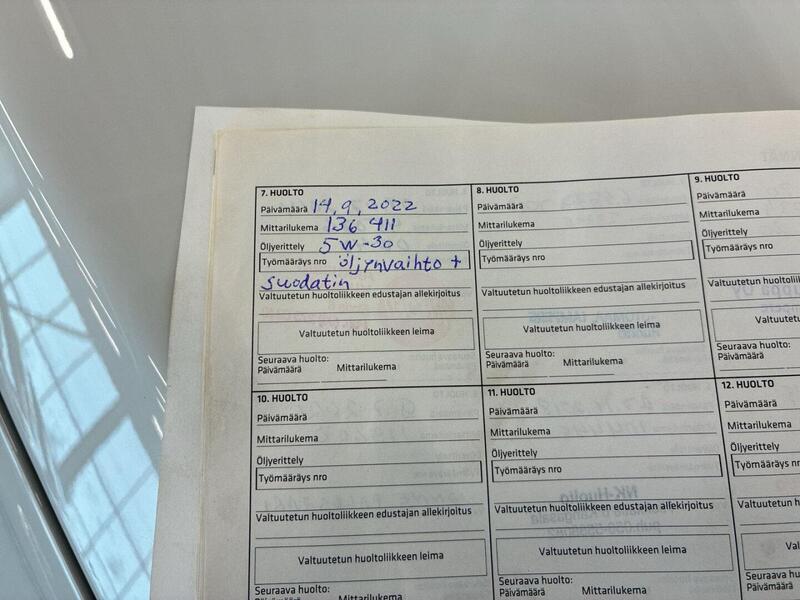 7. HUOLTO
Päivämäärä 14.9.2022
Mittarilukema 136 411
Öljyerittely 5W-30
Työmääräys nro öljynvaihto +
suodatin
Valtuutetun huoltoliikkeen edustajan allekirjoitus
Valtuutetun huoltoliikkeen leima
Seuraava huolto:
Päivämäärä Mittarilukema
8. HUOLTO
Päivämäärä
Mittarilukema
Öljyerittely
Työmääräys nro
Valtuutetun huoltoliikkeen edustajan allekirjoitus
Valtuutetun huoltoliikkeen leima
Seuraava huolto:
Päivämäärä Mittarilukema
9. HUOLTO
Päivämäärä
Mittarilukema
Öljyerittely
Työmääräys nro
Valtuutetun
Seuraava huolto:
Päivämäärä
10. HUOLTO
Päivämäärä
Mittarilukema
Öljyerittely
Työmääräys nro
Valtuutetun huoltoliikkeen edustajan allekirjoitus
Valtuutetun huoltoliikkeen leima
Seuraava huolto:
Päivämäärä Mittarilukema
11. HUOLTO
Päivämäärä
Mittarilukema
Öljyerittely
Työmääräys nro
Valtuutetun huoltoliikkeen edustajan allekirjoitus
Valtuutetun huoltoliikkeen leima
Seuraava huolto:
Päivämäärä Mittarilukema
12. HUOLTO
Päivämäärä
Mittarilukema
Öljyerittely
Työmääräys nro
Valtuutetun